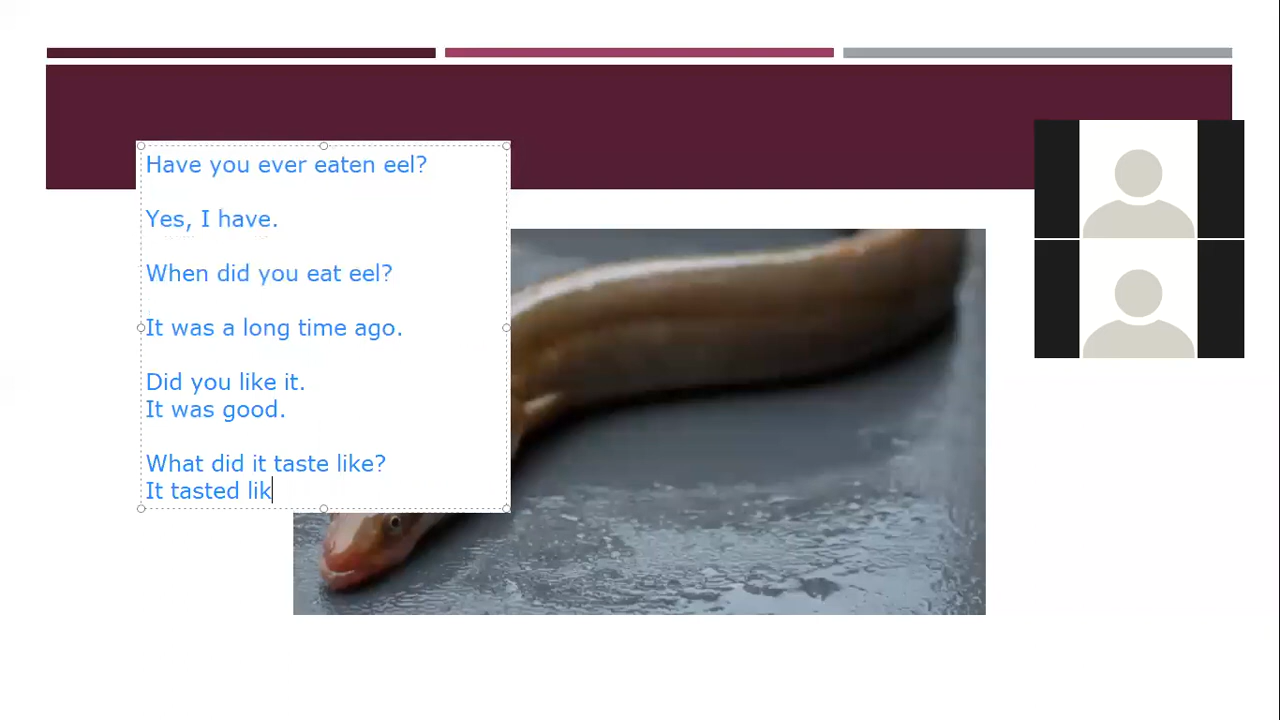 Have you ever eaten eel?
Yes, I have.
When did you eat eel?
It was a long time ago.
Did you like it.
It was good.
What did it taste like?
It tasted lik